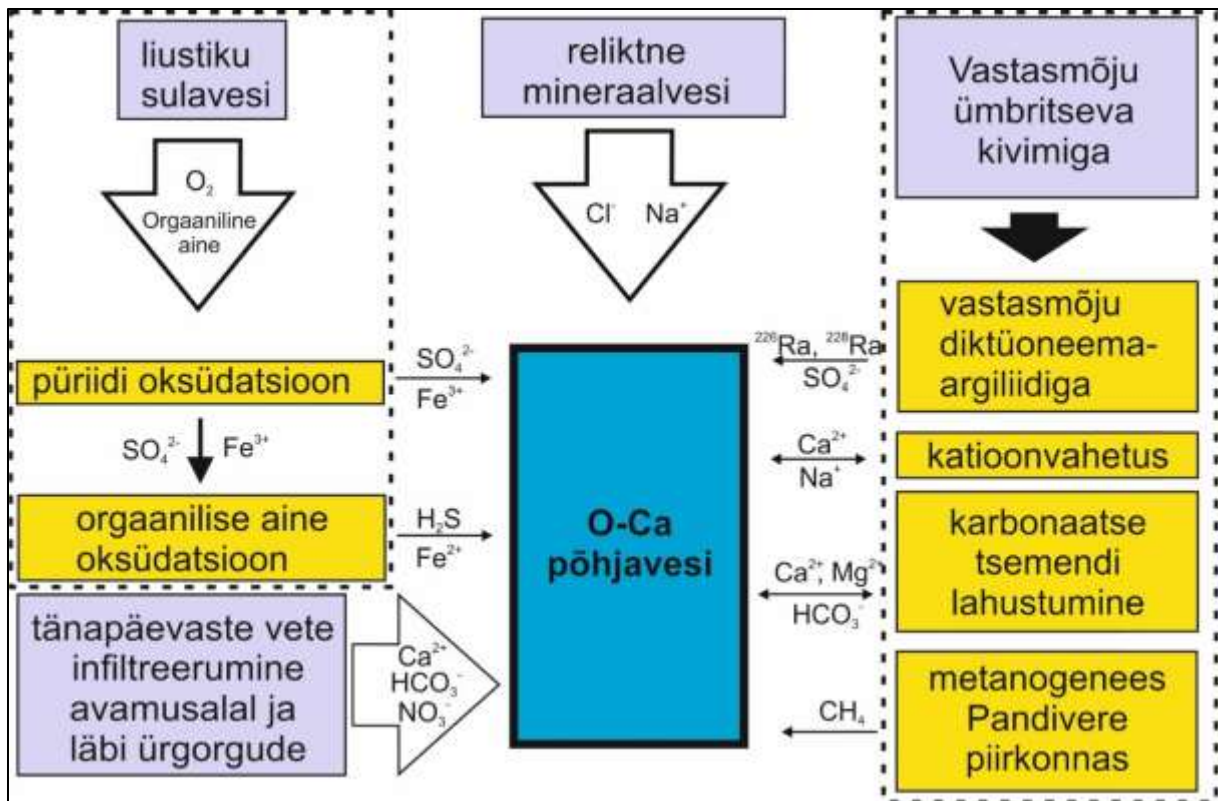 liustiku
sulavesi
O₂
Orgaaniline
aine
püriidi oksüdatsioon
SO₄²⁻ Fe³⁺
orgaanilise aine
oksüdatsioon
tänapäevaste vete
infiltreerumine
avamusalal ja
läbi ürgorgude
Ca²⁺
HCO₃⁻
NO₃⁻
SO₄²⁻
Fe³⁺
H₂S
Fe²⁺
reliktne
mineraalvesi
Cl⁻ Na⁺
O-Ca
põhjavesi
Vastasmõju
ümbritseva
kivimiga
²²⁶Ra, ²²⁸Ra
SO₄²⁻
vastasmõju
diktüoneema-
argiliidiga
Ca²⁺
Na⁺
katioonvahetus
Ca²⁺, Mg²⁺
HCO₃⁻
karbonaatse
tsemendi
lahustumine
CH₄
metanogenees
Pandivere
piirkonnas